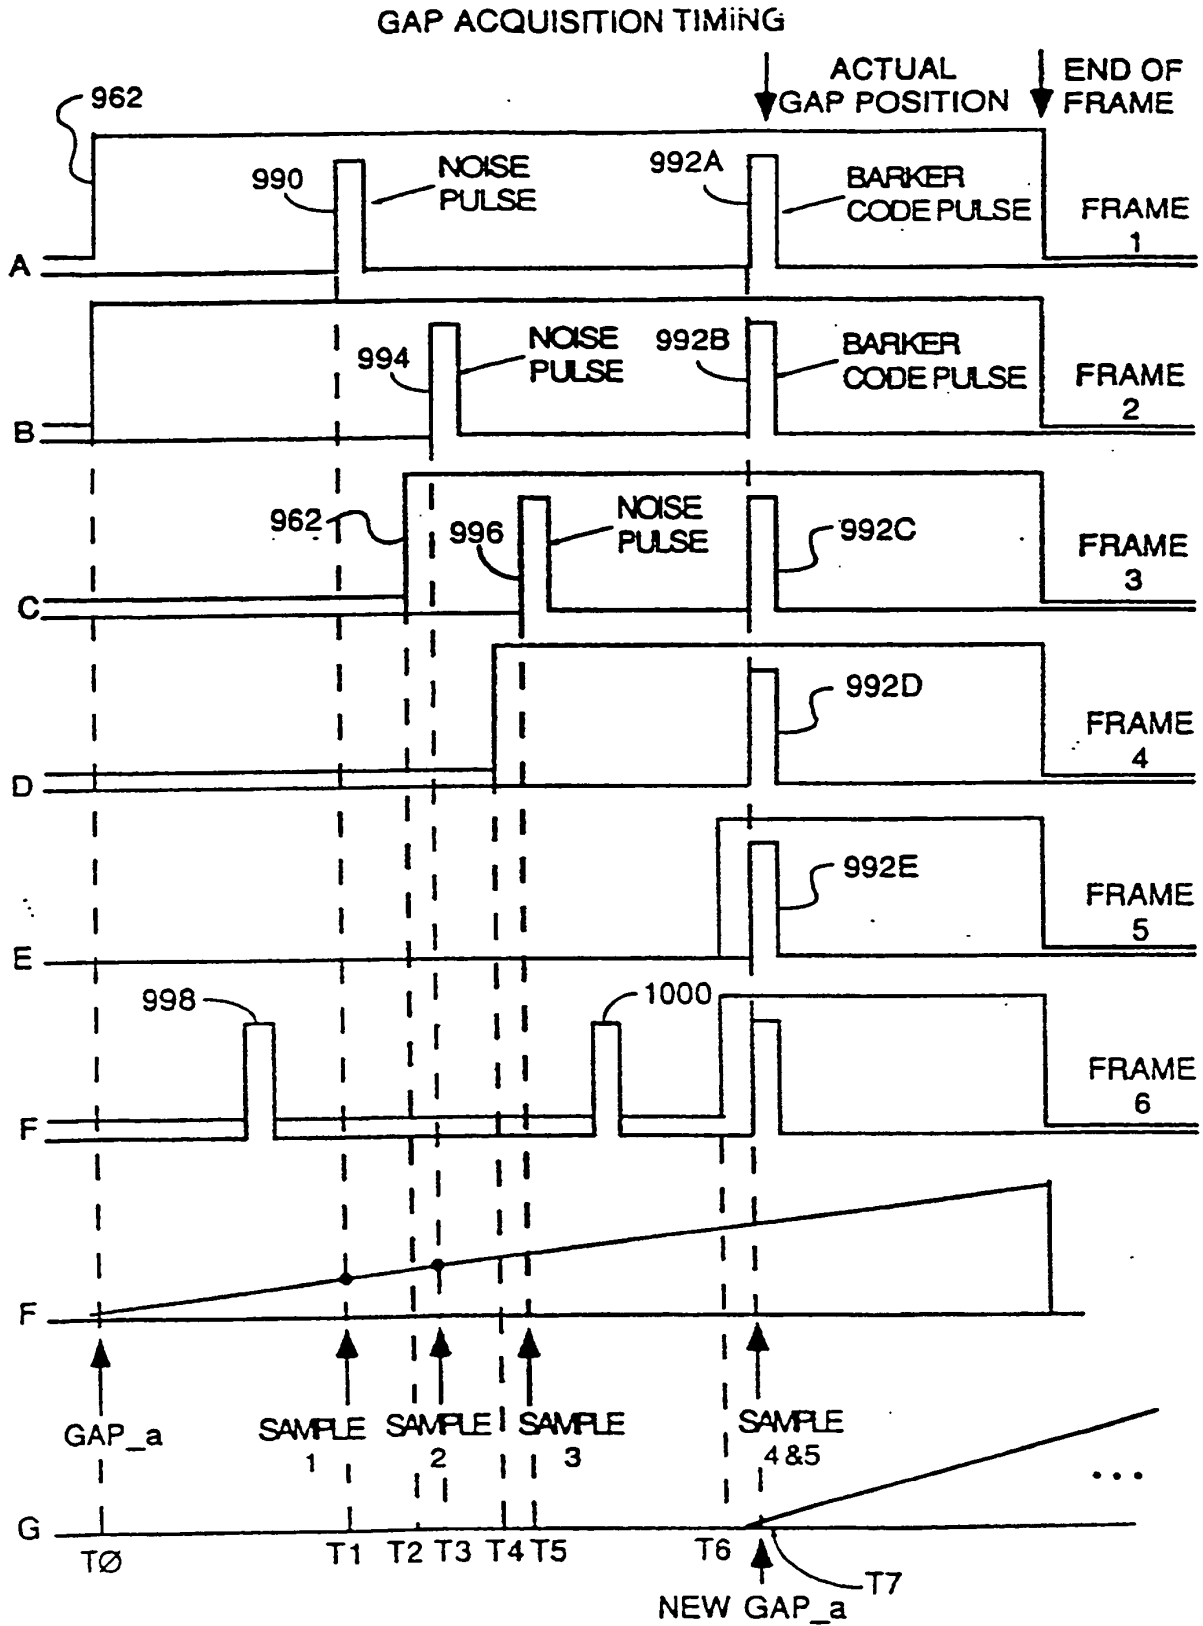 GAP ACQUISITION TIMING
ACTUAL
GAP POSITION
END OF
FRAME
962
990
NOISE
PULSE
992A
BARKER
CODE PULSE
FRAME
1
A
994
NOISE
PULSE
992B
BARKER
CODE PULSE
FRAME
2
B
962
996
NOISE
PULSE
992C
FRAME
3
C
992D
FRAME
4
D
992E
FRAME
5
E
998
1000
FRAME
6
F
F
GAP_a
SAMPLE
1
SAMPLE
2
SAMPLE
3
SAMPLE
4 &5
...
G
TØ
T1
T2
T3
T4
T5
T6
T7
NEW GAP_a